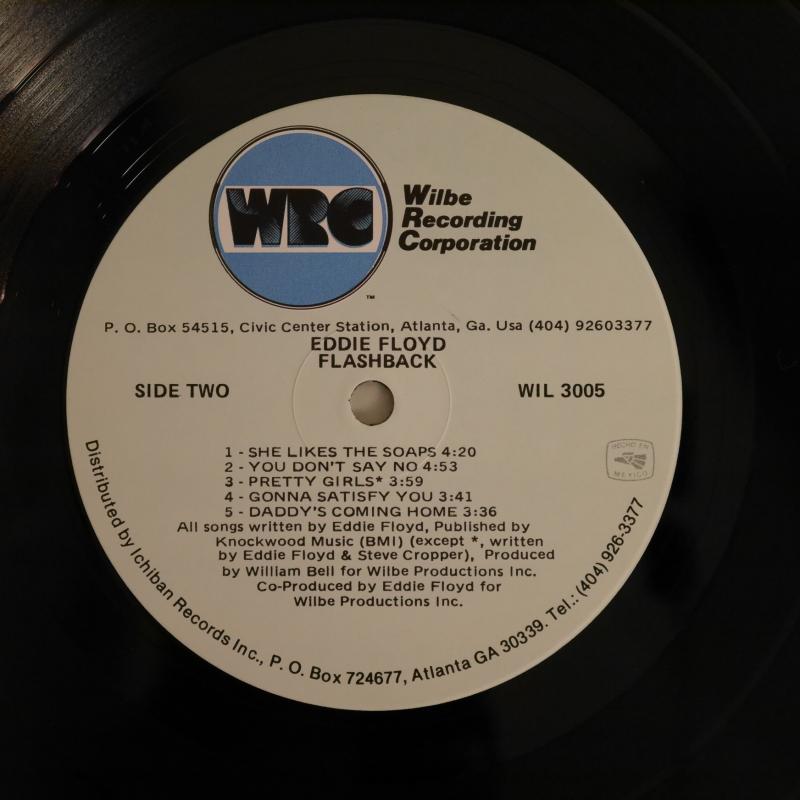 WRC
Wilbe
Recording
Corporation
TM
P. O. Box 54515, Civic Center Station, Atlanta, Ga. Usa (404) 92603377
EDDIE FLOYD
FLASHBACK
SIDE TWO
WIL 3005
1 - SHE LIKES THE SOAPS 4:20
2 - YOU DON'T SAY NO 4:53
3 - PRETTY GIRLS* 3:59
4 - GONNA SATISFY YOU 3:41
5 - DADDY'S COMING HOME 3:36
HECHO EN
MEXICO
All songs written by Eddie Floyd, Published by
Knockwood Music (BMI) (except *, written
by Eddie Floyd & Steve Cropper), Produced
by William Bell for Wilbe Productions Inc.
Co-Produced by Eddie Floyd for
Wilbe Productions Inc.
Distributed by Ichiban Records Inc., P. O. Box 724677, Atlanta GA 30339. Tel.: (404) 926-3377